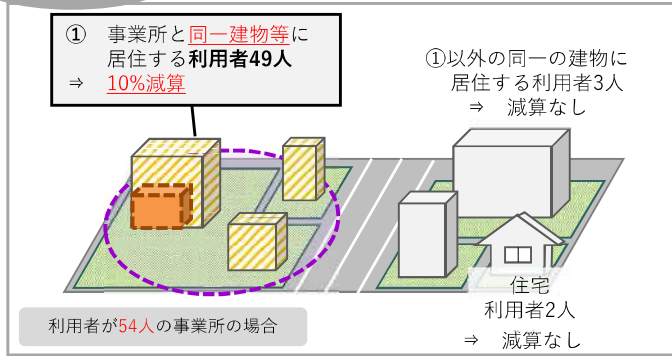 ① 事業所と同一建物等に
居住する利用者49人
⇒ 10%減算
①以外の同一の建物に
居住する利用者3人
⇒ 減算なし
住宅
利用者2人
⇒ 減算なし
利用者が54人の事業所の場合